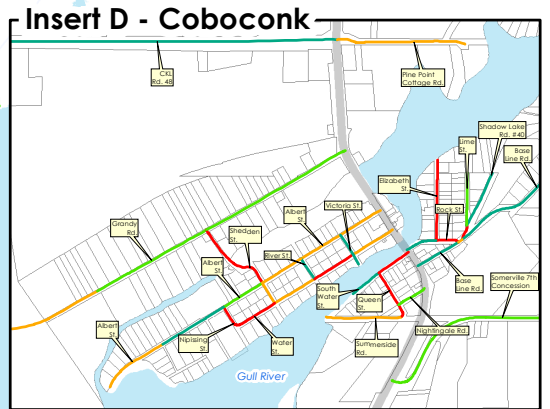 Insert D - Coboconk
CKL
Rd. 48
Pine Point
Cottage Rd.
Shadow Lake
Rd. #40
Lime
St.
Base
Line Rd.
Elizabeth
St.
Rock St.
Grandy
Rd.
Shedden
St.
Albert
St.
Victoria St.
River St.
Albert
St.
South
Water
St.
Queen
St.
Base
Line Rd.
Somerville 7th
Concession
Albert
St.
Nipissing
St.
Water
St.
Summerside
Rd.
Nightingale Rd.
Gull River